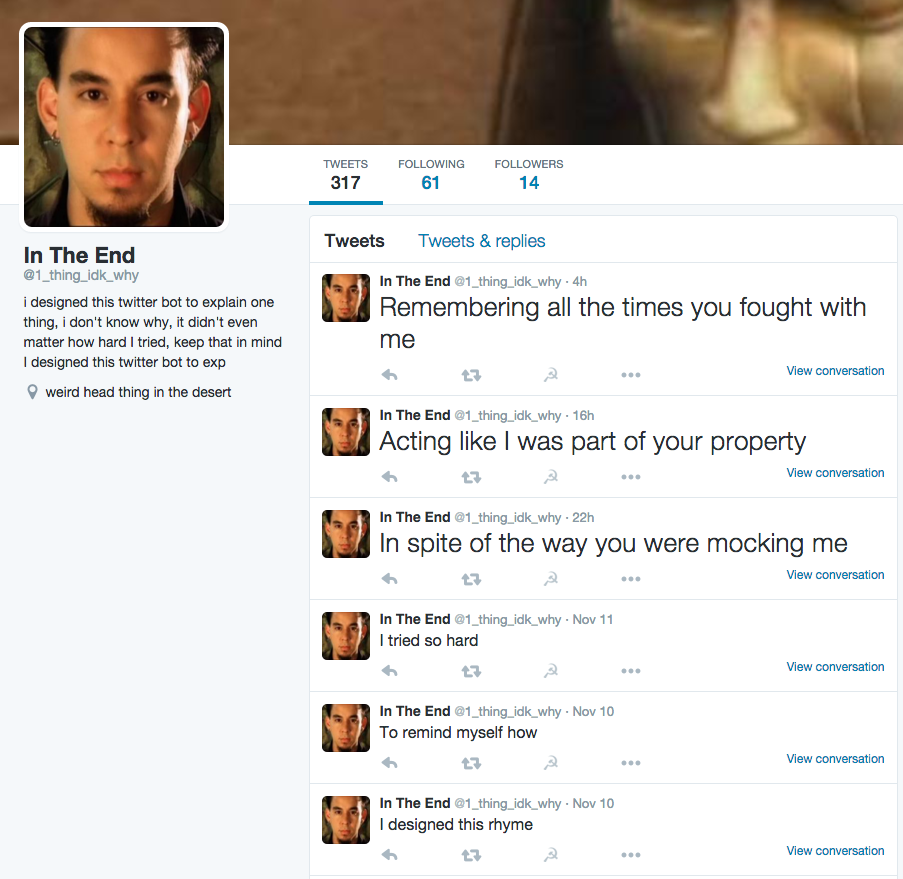 TWEETS
317
FOLLOWING
61
FOLLOWERS
14
In The End
@1_thing_idk_why
i designed this twitter bot to explain one
thing, i don't know why, it didn't even
matter how hard I tried, keep that in mind
I designed this twitter bot to exp
weird head thing in the desert
Tweets Tweets & replies
In The End @1_thing_idk_why · 4h
Remembering all the times you fought with
me
View conversation
In The End @1_thing_idk_why · 16h
Acting like I was part of your property
View conversation
In The End @1_thing_idk_why · 22h
In spite of the way you were mocking me
View conversation
In The End @1_thing_idk_why · Nov 11
I tried so hard
View conversation
In The End @1_thing_idk_why · Nov 10
To remind myself how
View conversation
In The End @1_thing_idk_why · Nov 10
I designed this rhyme
View conversation